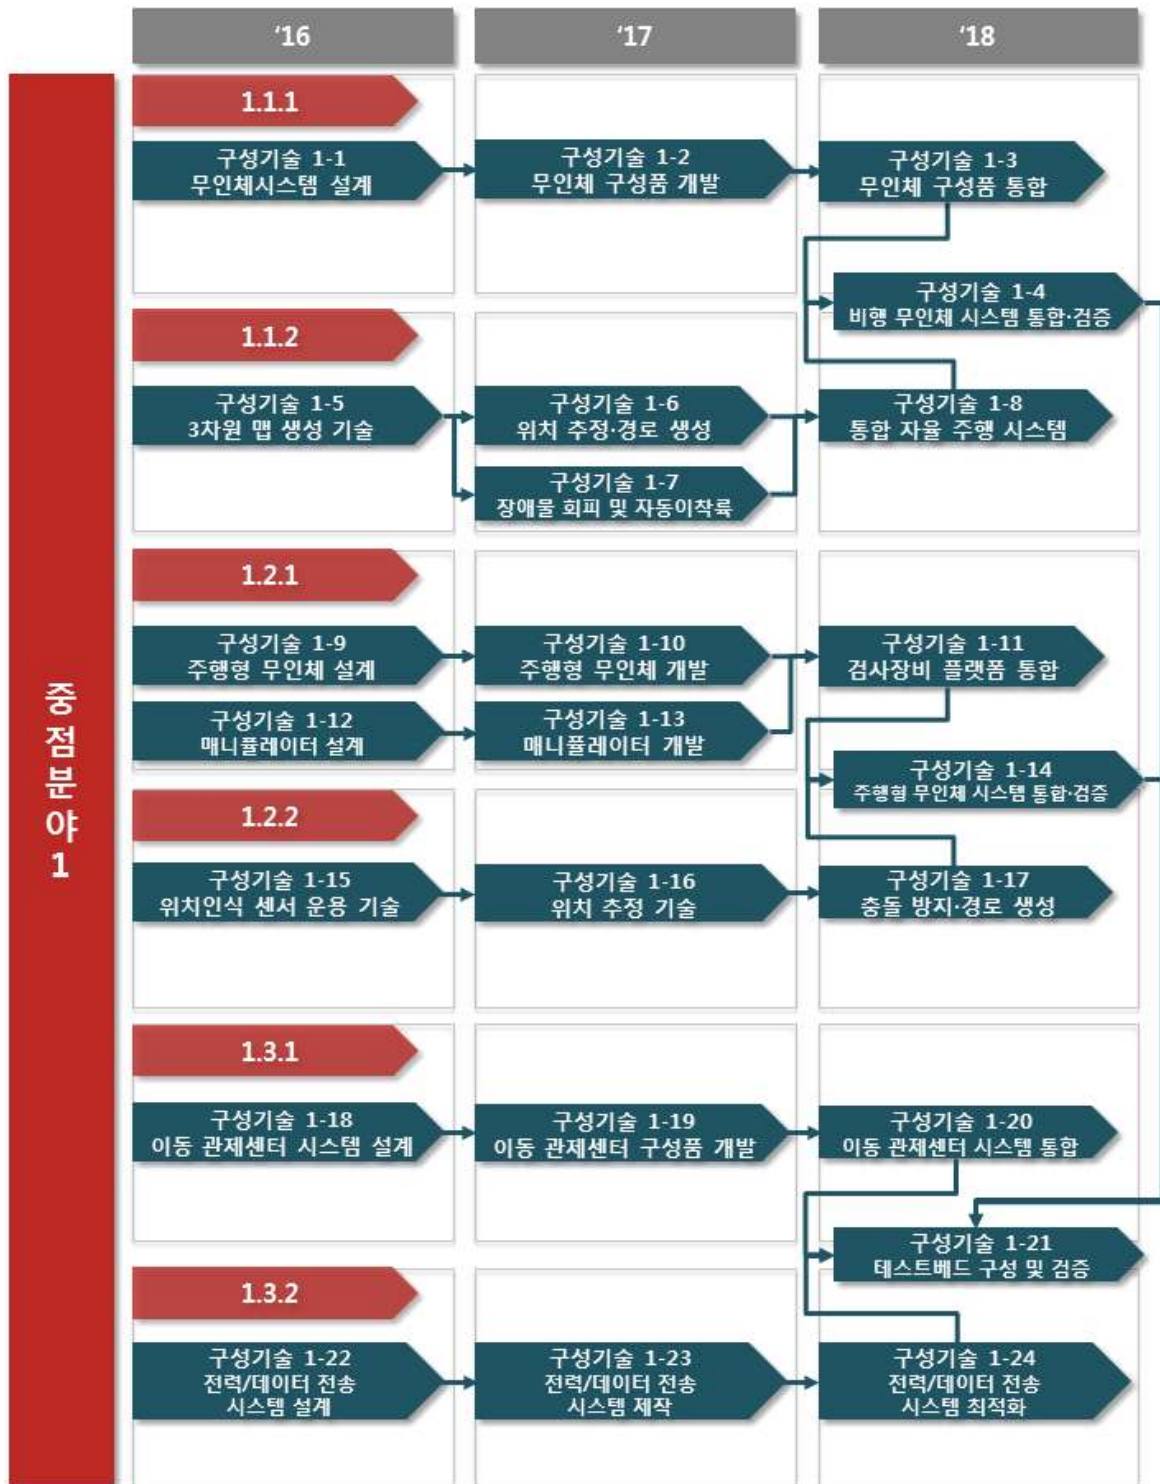 '16
'17
'18
중점분야1
1.1.1
구성기술 1-1
무인체시스템 설계
구성기술 1-2
무인체 구성품 개발
구성기술 1-3
무인체 구성품 통합
구성기술 1-4
비행 무인체 시스템 통합·검증
1.1.2
구성기술 1-5
3차원 맵 생성 기술
구성기술 1-6
위치 추정·경로 생성
구성기술 1-8
통합 자율 주행 시스템
구성기술 1-7
장애물 회피 및 자동이착륙
1.2.1
구성기술 1-9
주행형 무인체 설계
구성기술 1-10
주행형 무인체 개발
구성기술 1-11
검사장비 플랫폼 통합
구성기술 1-12
매니퓰레이터 설계
구성기술 1-13
매니퓰레이터 개발
구성기술 1-14
주행형 무인체 시스템 통합·검증
1.2.2
구성기술 1-15
위치인식 센서 운용 기술
구성기술 1-16
위치 추정 기술
구성기술 1-17
충돌 방지·경로 생성
1.3.1
구성기술 1-18
이동 관제센터 시스템 설계
구성기술 1-19
이동 관제센터 구성품 개발
구성기술 1-20
이동 관제센터 시스템 통합
구성기술 1-21
테스트베드 구성 및 검증
1.3.2
구성기술 1-22
전력/데이터 전송
시스템 설계
구성기술 1-23
전력/데이터 전송
시스템 제작
구성기술 1-24
전력/데이터 전송
시스템 최적화